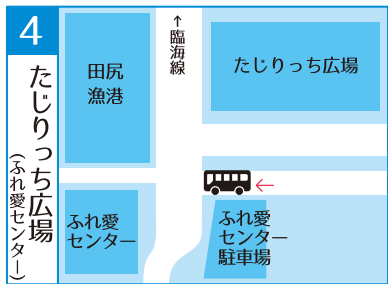 4
たじりっち広場
(ふれ愛センター)
↑臨海線
田尻
漁港
たじりっち広場
ふれ愛
センター
ふれ愛
センター
駐車場